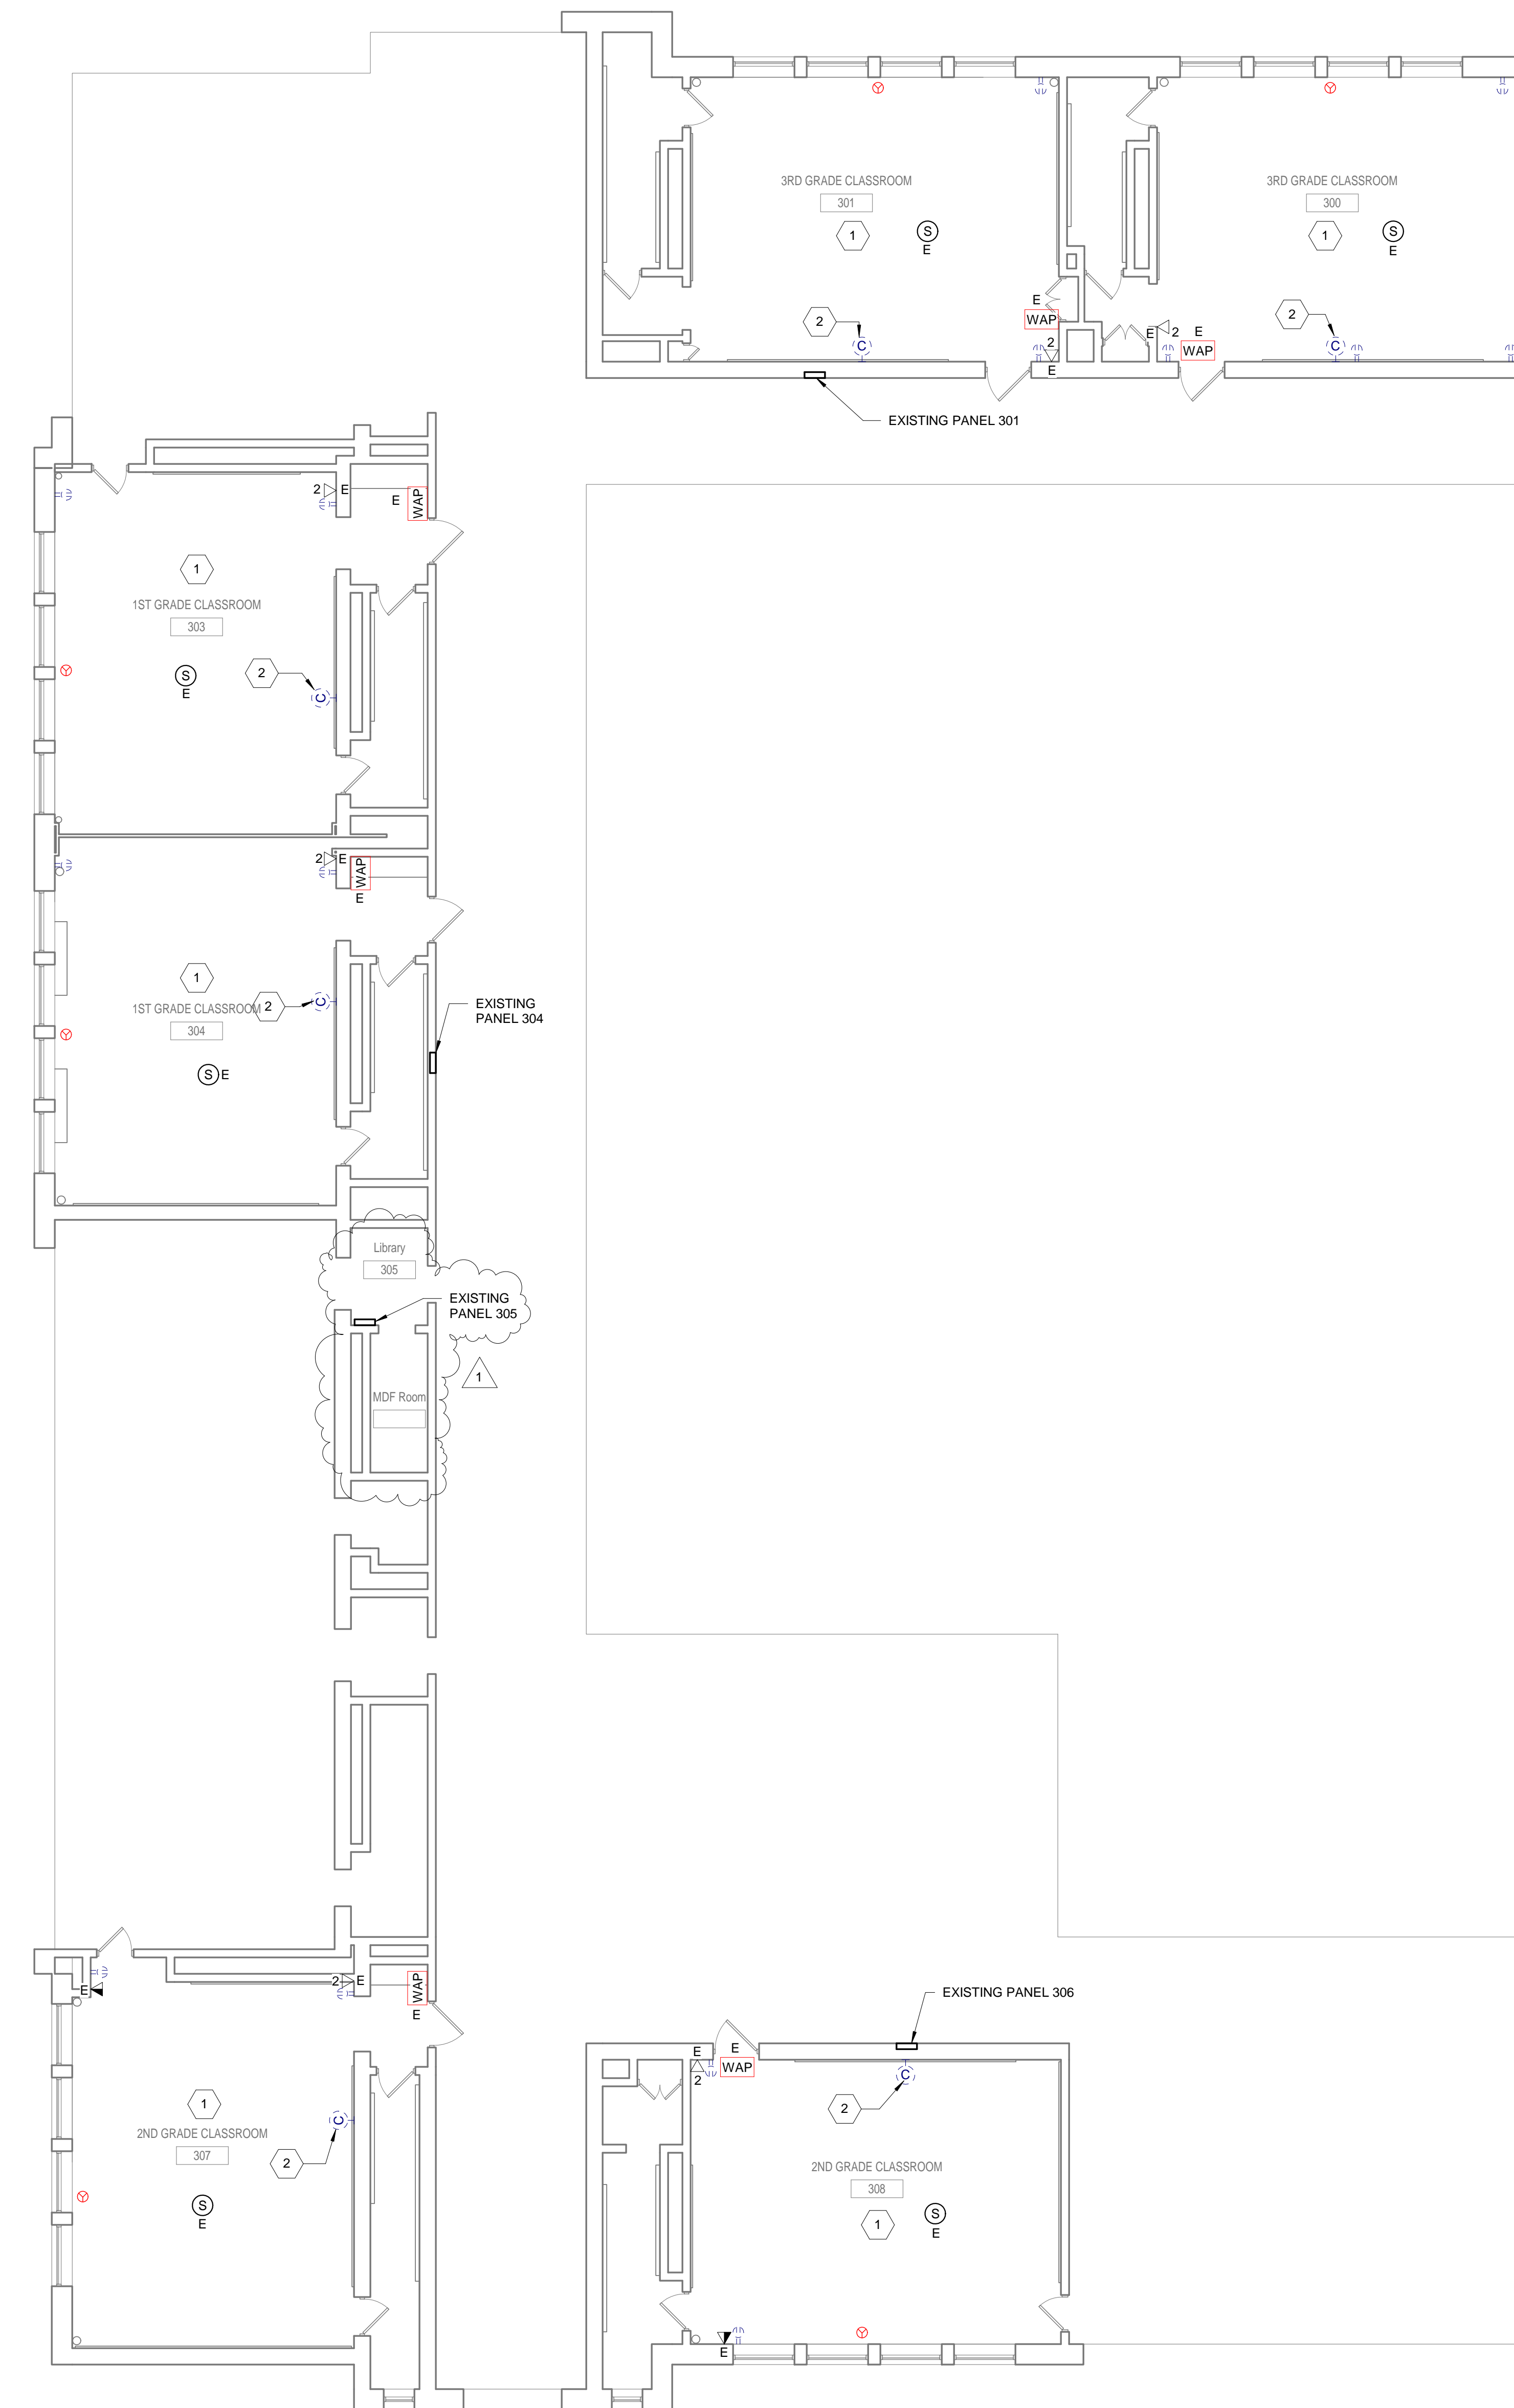 3RD GRADE CLASSROOM
301
1
S
E
2
C
E
WAP
2
E
EXISTING PANEL 301
3RD GRADE CLASSROOM
300
1
S
E
2
C
E
2
E
WAP
2
E
E
WAP
1
1ST GRADE CLASSROOM
303
S
E
2
C
2
E
WAP
E
1
1ST GRADE CLASSROOM
304
2
C
S
E
EXISTING
PANEL 304
Library
305
EXISTING
PANEL 305
1
MDF Room
E
2
E
WAP
E
1
2ND GRADE CLASSROOM
307
C
2
S
E
EXISTING PANEL 306
E
E
WAP
2
C
2
2ND GRADE CLASSROOM
308
1
S
E
E